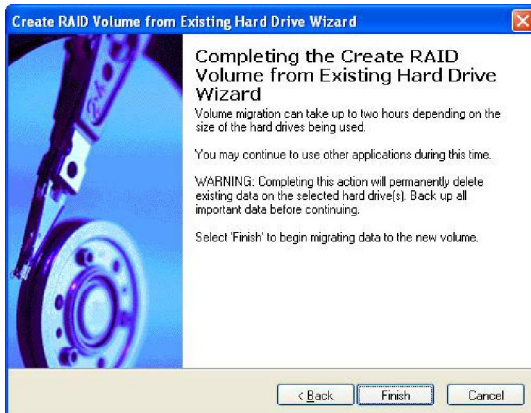 Create RAID Volume from Existing Hard Drive Wizard
Completing the Create RAID
Volume from Existing Hard Drive
Wizard
Volume migration can take up to two hours depending on the
size of the hard drives being used.
You may continue to use other applications during this time.
WARNING: Completing this action will permanently delete
existing data on the selected hard drive(s). Back up all
important data before continuing.
Select 'Finish' to begin migrating data to the new volume.
< Back
Finish
Cancel